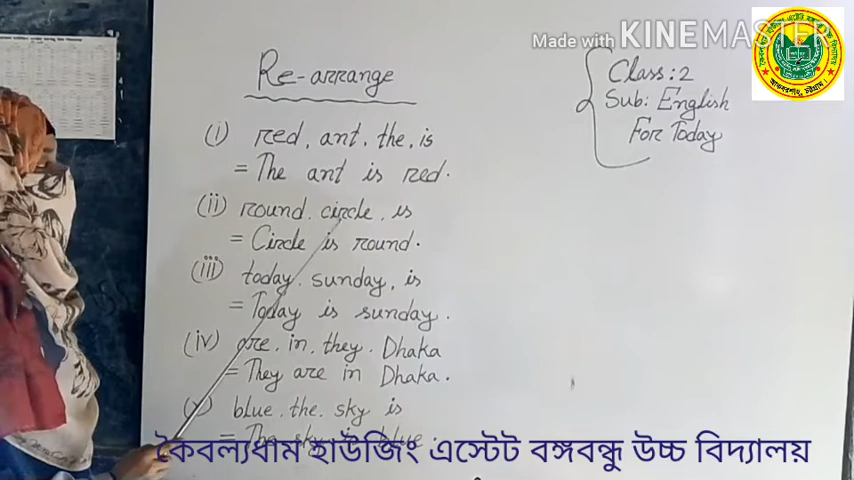 Made with KINEMASTER
Re-arrange
Class: 2
Sub: English
For Today
(i) red, ant, the, is
= The ant is red.
(ii) round, circle, is
= Circle is round.
(iii) today, sunday, is
= Today is sunday.
(iv) are, in, they, Dhaka
= They are in Dhaka.
(v) blue, the, sky is
= The sky is blue.
কৈবল্যধাম হাউজিং এস্টেট বঙ্গবন্ধু উচ্চ বিদ্যালয়